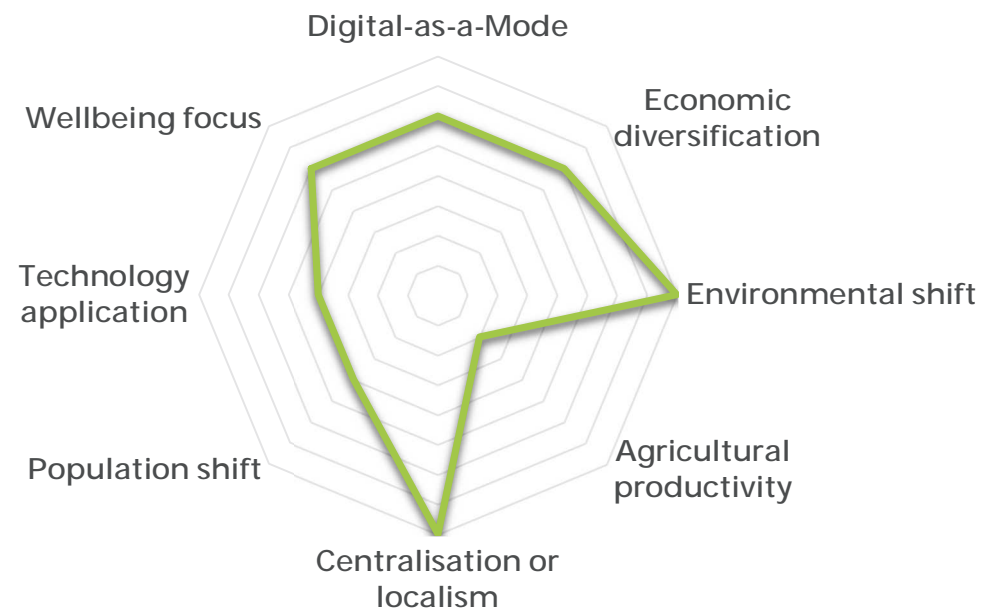 Digital-as-a-Mode
Wellbeing focus
Economic
diversification
Technology
application
Environmental shift
Population shift
Agricultural
productivity
Centralisation or
localism